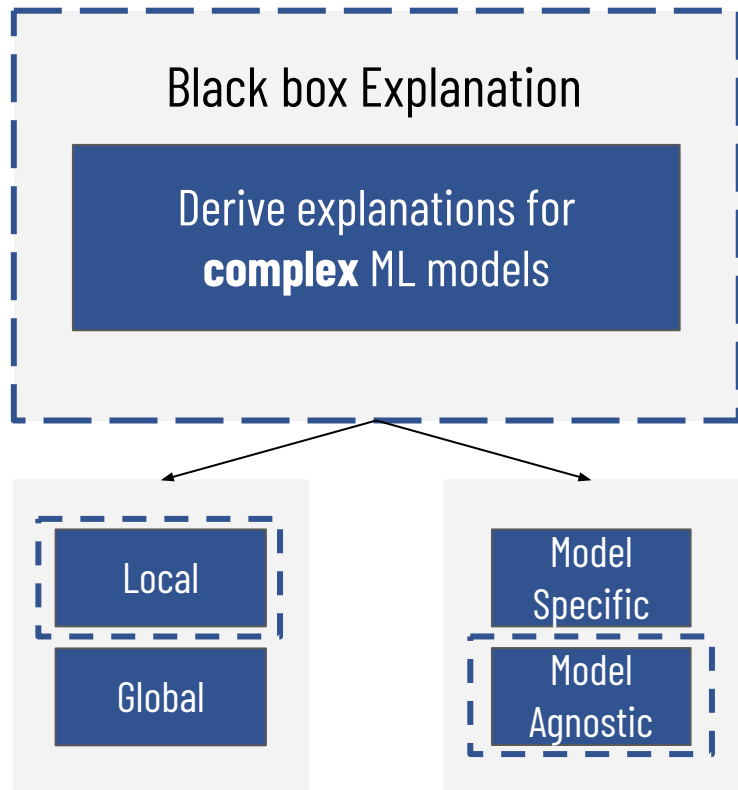 Black box Explanation
Derive explanations for
complex ML models
Local
Global
Model
Specific
Model
Agnostic